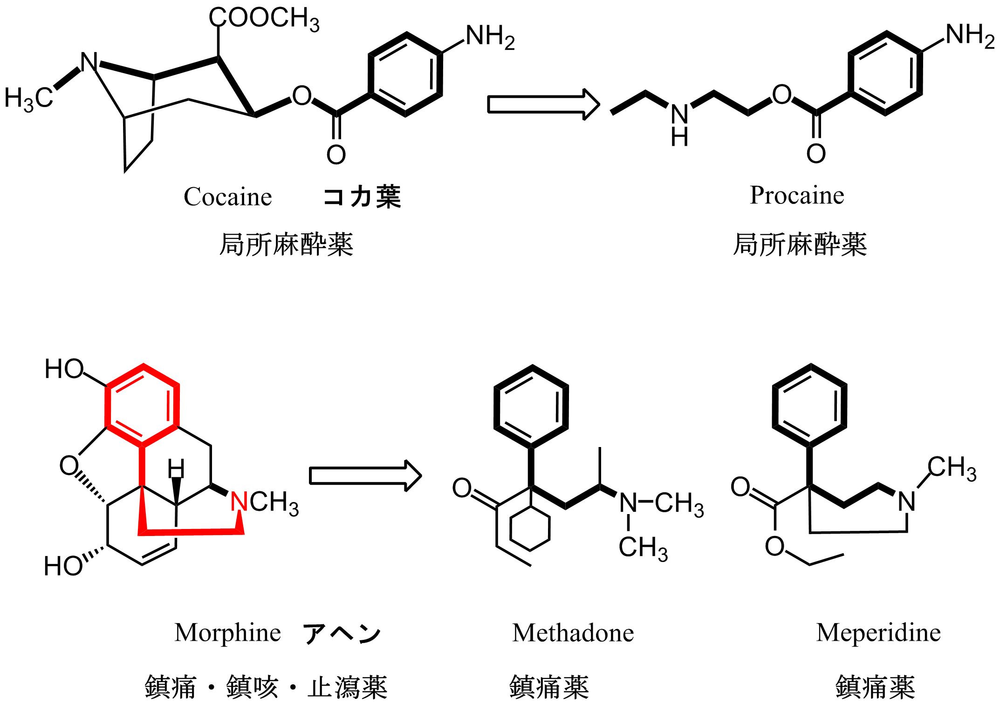 COOCH3
NH2
NH2
N
H3C
O
O
N
H
O
O
Cocaine コカ葉
Procaine
局所麻酔薬
局所麻酔薬
HO
O
H
NCH3
HO
O
N
CH3
CH3
O
CH3
N
O
Morphine アヘン
Methadone
Meperidine
鎮痛・鎮咳・止瀉薬
鎮痛薬
鎮痛薬